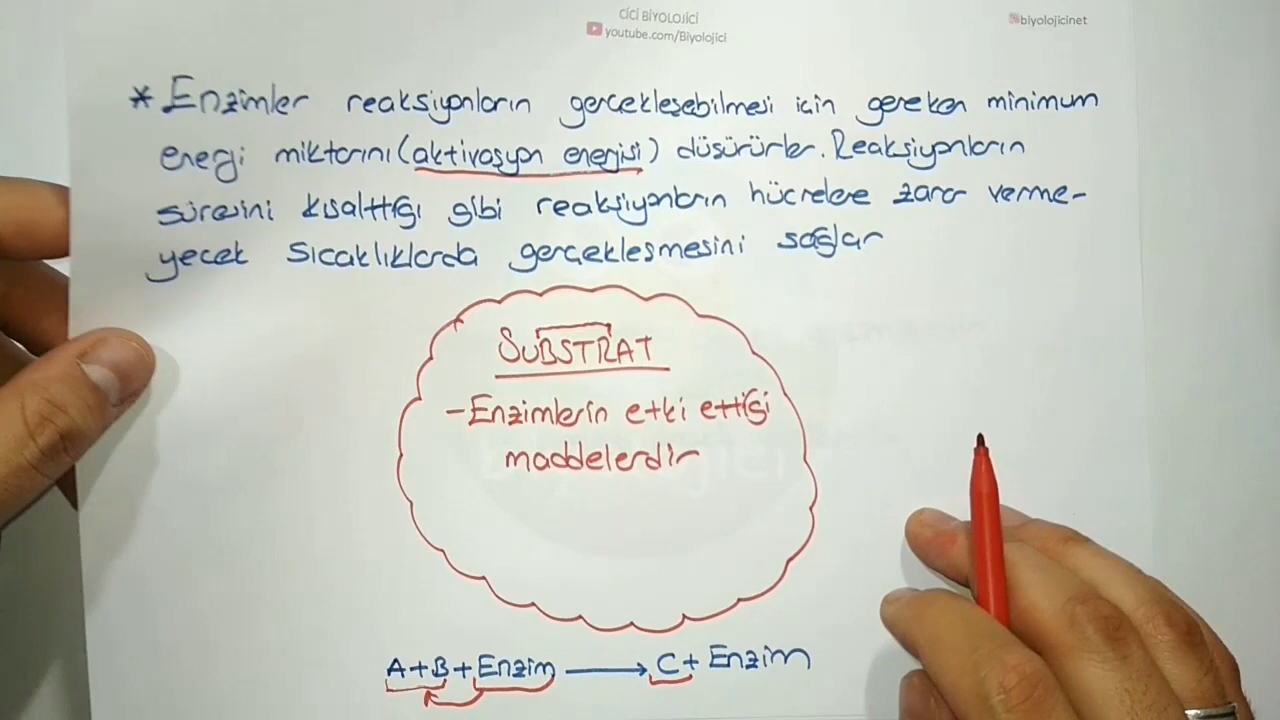 CİCİ BİYOLOJİCİ
youtube.com/Biyolojici
biyolojicinet
* Enzimler reaksiyonların gerçekleşebilmesi için gereken minimum
enerji miktarını (aktivasyon enerjisi) düşürürler. Reaksiyonların
süresini kısalttığı gibi reaksiyonların hücrelere zarar verme-
yecek sıcaklıklarda gerçekleşmesini sağlar
SUBSTRAT
- Enzimlerin etki ettiği
maddelerdir
A+B+Enzim → C+Enzim